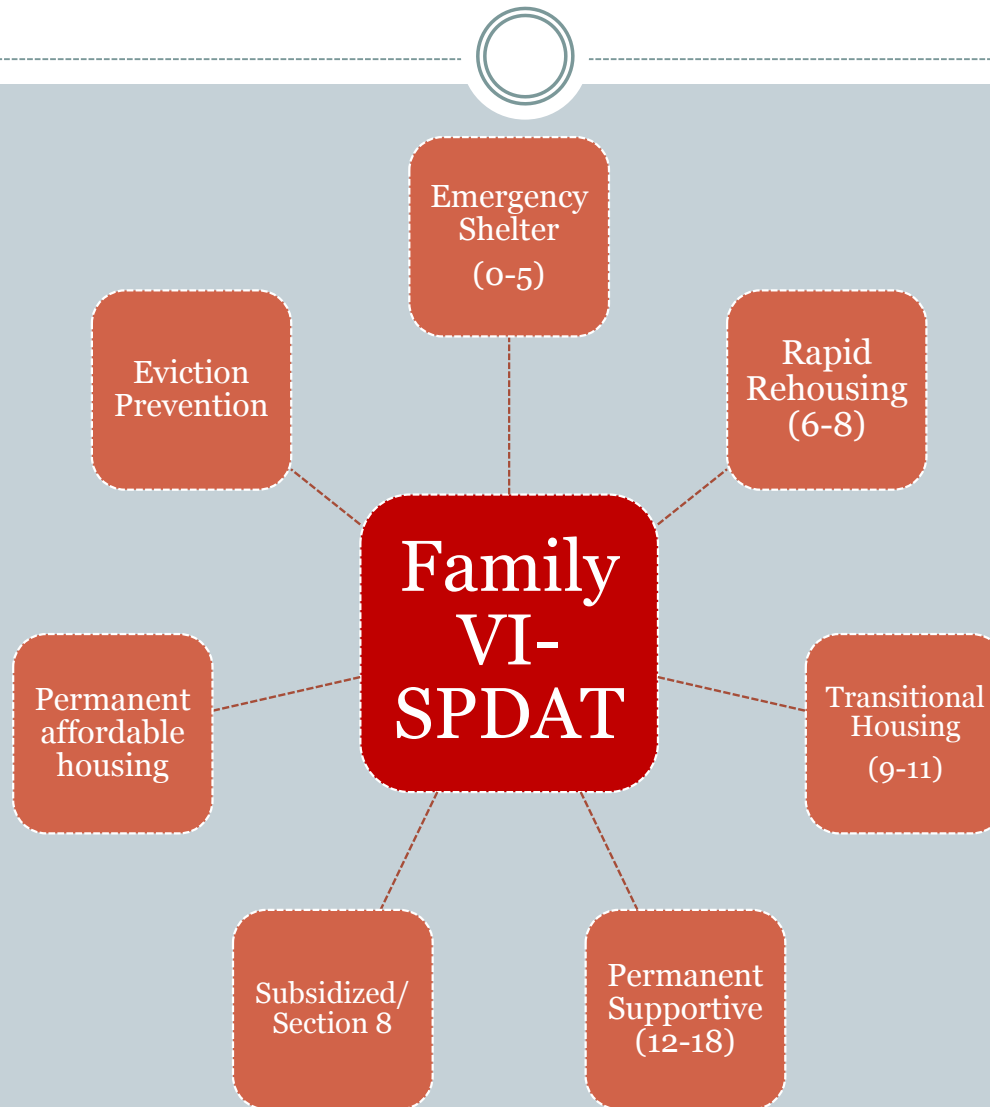 Emergency
Shelter
(0-5)
Rapid
Rehousing
(6-8)
Transitional
Housing
(9-11)
Permanent
Supportive
(12-18)
Subsidized/
Section 8
Permanent
affordable
housing
Eviction
Prevention
Family
VI-
SPDAT